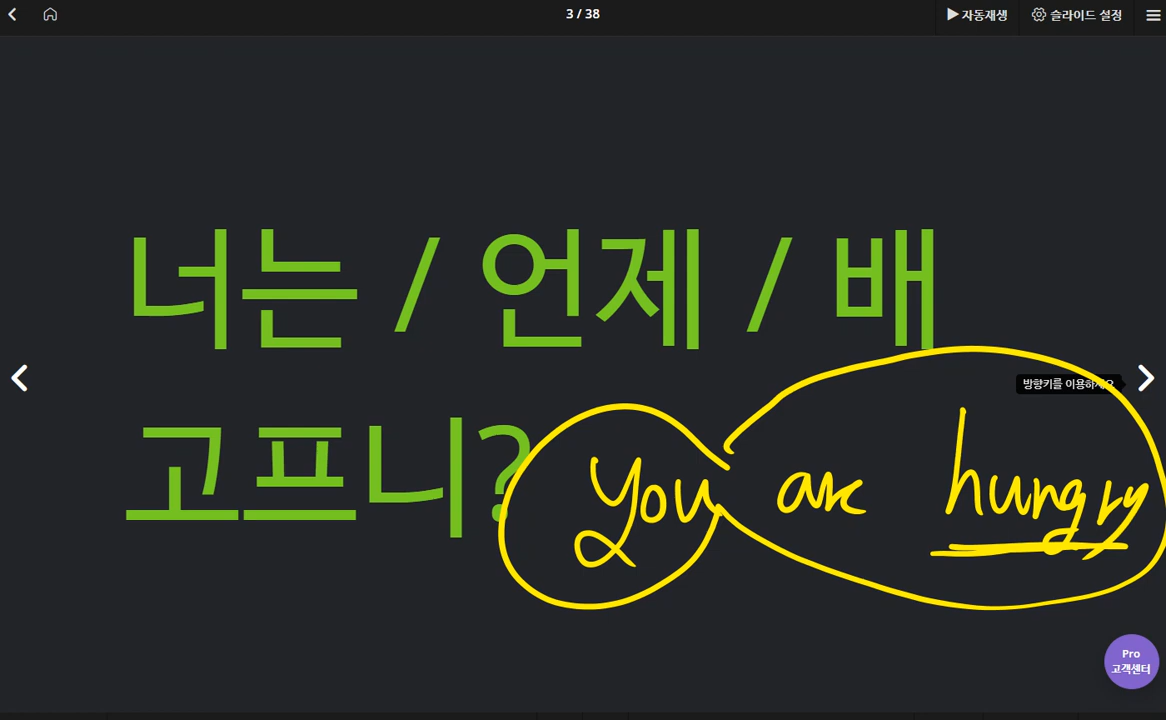 3 / 38
자동재생
슬라이드 설정
너는 / 언제 / 배
방향키를 이용하세요
고프니?
You are hungry
Pro
고객센터